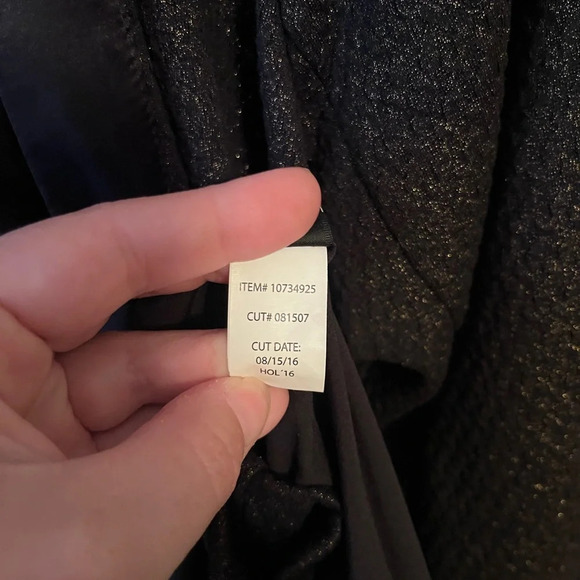 ITEM# 10734925
CUT# 081507
CUT DATE:
08/15/16
HOL'16